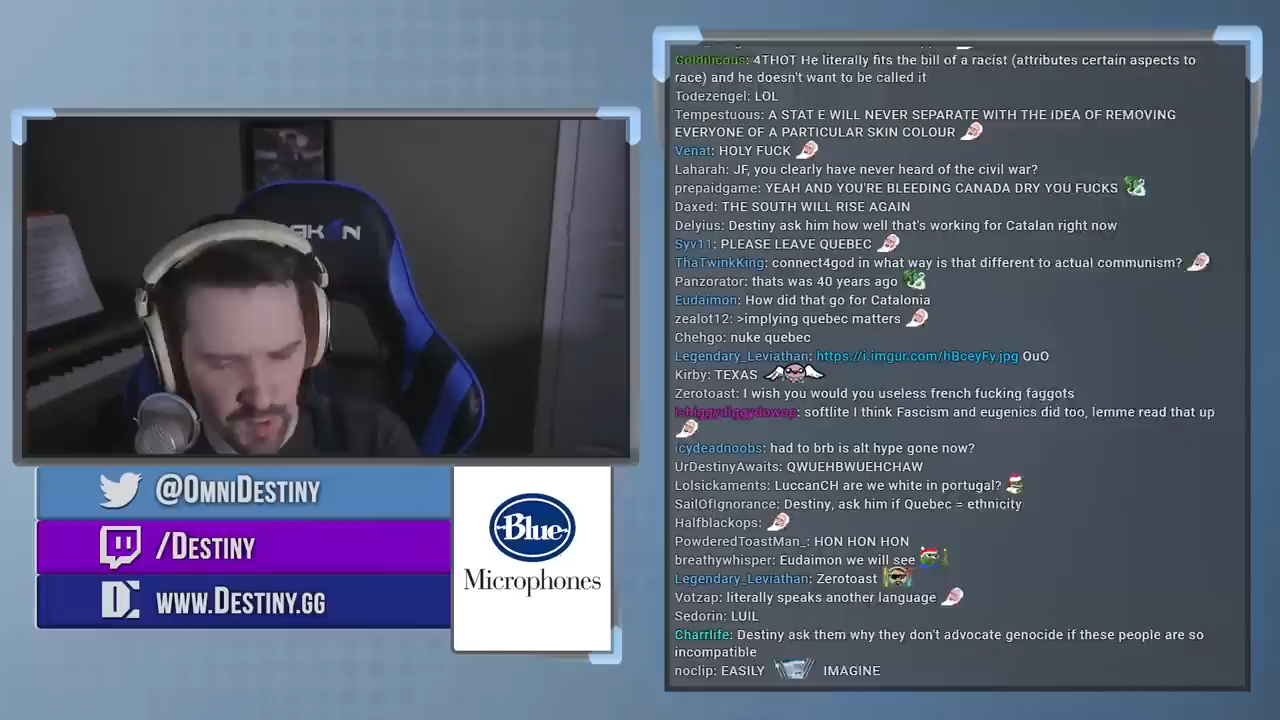 Goldilicous: 4THOT He literally fits the bill of a racist (attributes certain aspects to
race) and he doesn't want to be called it
Todezengel: LOL
Tempestuous: A STAT E WILL NEVER SEPARATE WITH THE IDEA OF REMOVING
EVERYONE OF A PARTICULAR SKIN COLOUR
Venat: HOLY FUCK
Laharah: JF, you clearly have never heard of the civil war?
prepaidgame: YEAH AND YOU'RE BLEEDING CANADA DRY YOU FUCKS
Daxed: THE SOUTH WILL RISE AGAIN
Delyius: Destiny ask him how well that's working for Catalan right now
Syv11: PLEASE LEAVE QUEBEC
ThaTwinkKing: connect4god in what way is that different to actual communism?
Panzorator: thats was 40 years ago
Eudaimon: How did that go for Catalonia
zealot12: >implying quebec matters
Chehgo: nuke quebec
Legendary_Leviathan: https://i.imgur.com/hBceyFy.jpg OuO
Kirby: TEXAS
Zerotoast: I wish you would you useless french fucking faggots
ishiggydiggydowop: softlite I think Fascism and eugenics did too, lemme read that up
icydeadnoobs: had to brb is alt hype gone now?
UrDestinyAwaits: QWUEHBWUEHCHAW
Lolsickaments: LuccanCH are we white in portugal?
SailOfIgnorance: Destiny, ask him if Quebec = ethnicity
Halfblackops:
PowderedToastMan_: HON HON HON
breathywhisper: Eudaimon we will see
Legendary_Leviathan: Zerotoast
Votzap: literally speaks another language
Sedorin: LUIL
Charrlife: Destiny ask them why they don't advocate genocide if these people are so
incompatible
noclip: EASILY IMAGINE
@OmniDestiny
/Destiny
www.Destiny.gg
Blue
Microphones